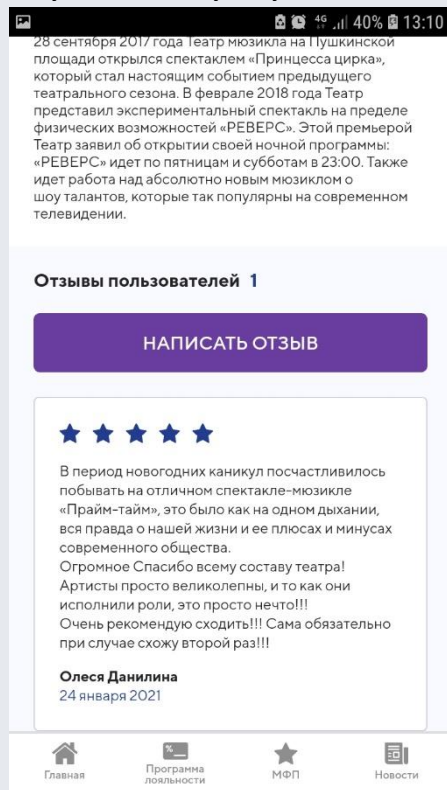 4G 40% 13:10
28 сентября 2017 года Театр мюзикла на Пушкинской
площади открылся спектаклем «Принцесса цирка»,
который стал настоящим событием предыдущего
театрального сезона. В феврале 2018 года Театр
представил экспериментальный спектакль на пределе
физических возможностей «РЕВЕРС». Этой премьерой
Театр заявил об открытии своей ночной программы:
«РЕВЕРС» идет по пятницам и субботам в 23:00. Также
идет работа над абсолютно новым мюзиклом о
шоу талантов, которые так популярны на современном
телевидении.
Отзывы пользователей 1
НАПИСАТЬ ОТЗЫВ
В период новогодних каникул посчастливилось
побывать на отличном спектакле-мюзикле
«Прайм-тайм», это было как на одном дыхании,
вся правда о нашей жизни и ее плюсах и минусах
современного общества.
Огромное Спасибо всему составу театра!
Артисты просто великолепны, и то как они
исполнили роли, это просто нечто!!!
Очень рекомендую сходить!!! Сама обязательно
при случае схожу второй раз!!!
Олеся Данилина
24 января 2021
Главная
Программа
лояльности
МФП
Новости